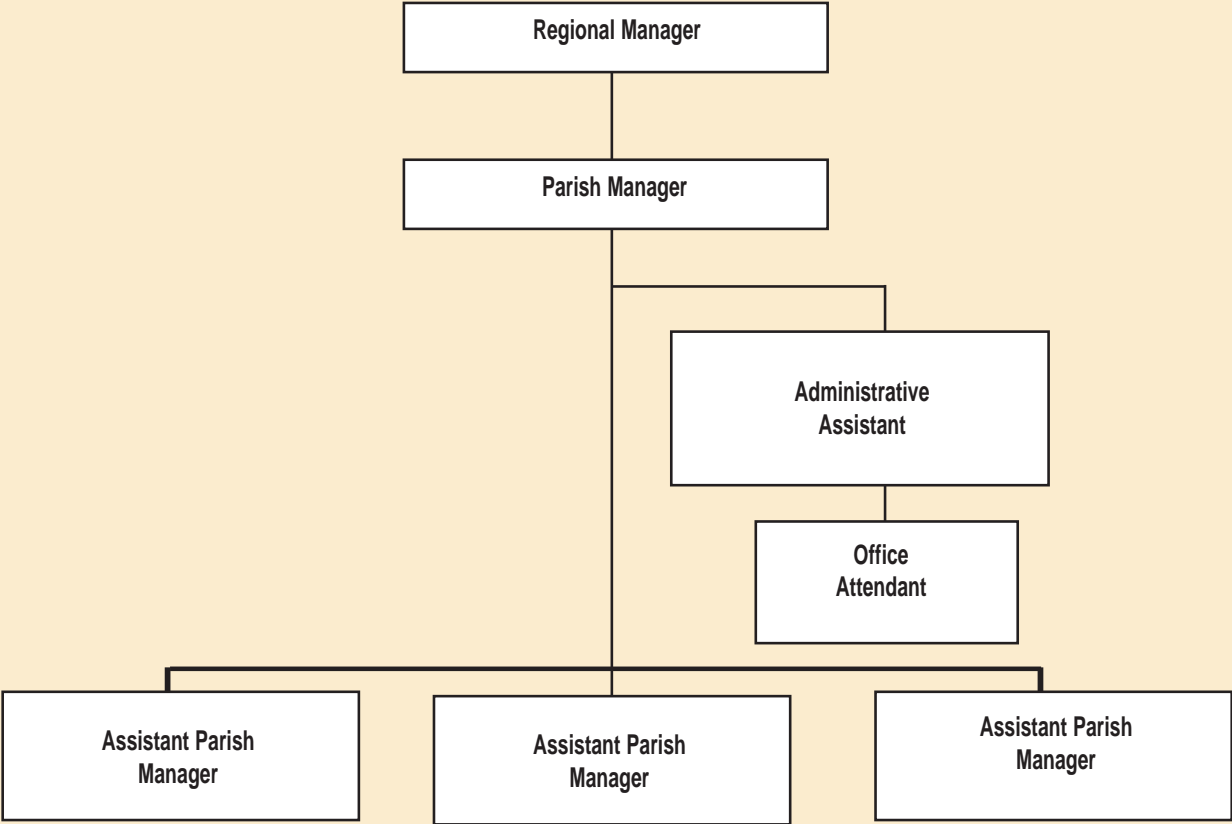 Regional Manager
Parish Manager
Administrative
Assistant
Office
Attendant
Assistant Parish
Manager
Assistant Parish
Manager
Assistant Parish
Manager